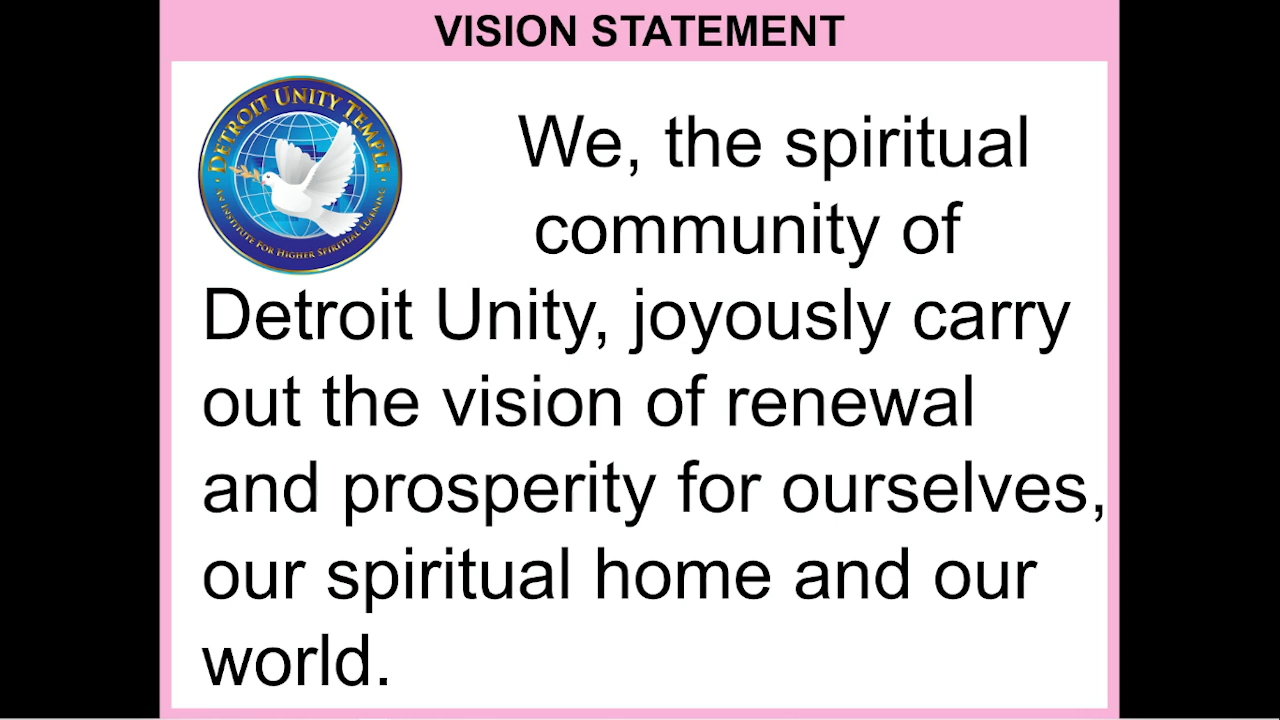 VISION STATEMENT
DETROIT UNITY TEMPLE
AN INSTITUTE FOR HIGHER SPIRITUAL LEARNING
We, the spiritual
community of
Detroit Unity, joyously carry
out the vision of renewal
and prosperity for ourselves,
our spiritual home and our
world.